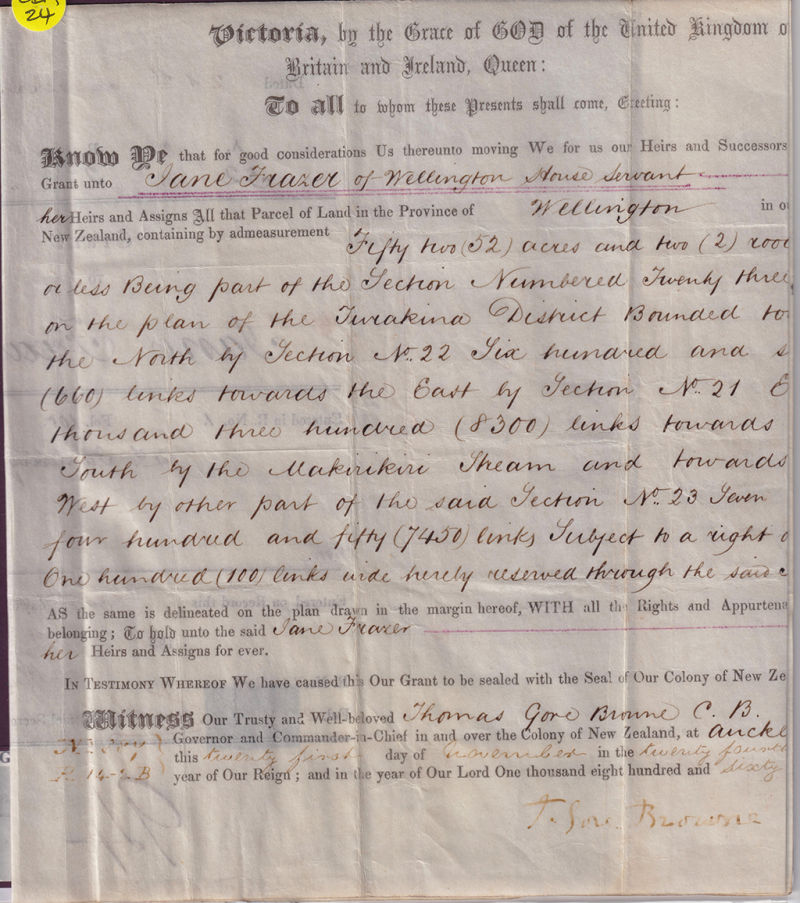 24
Victoria, by the Grace of GOD of the United Kingdom o
Britain and Ireland, Queen:
To all to whom these Presents shall come, Greeting:
Know Ye that for good considerations Us thereunto moving We for us our Heirs and Successors
Grant unto Jane Frazer of Wellington House Servant
her Heirs and Assigns All that Parcel of Land in the Province of Wellington in o
New Zealand, containing by admeasurement Fifty two (52) acres and two (2) roo
or less Being part of the Section Numbered Twenty three
on the plan of the Turakina District Bounded to
the North by Section No. 22 Six hundred and s
(660) links towards the East by Section No. 21 E
thousand three hundred (8300) links towards
South by the Makirikiri Stream and towards
West by other part of the said Section No. 23 Seven
four hundred and fifty (7450) links Subject to a right o
One hundred (100) links wide hereby reserved through the said
AS the same is delineated on the plan drawn in the margin hereof, WITH all the Rights and Appurtena
belonging; To hold unto the said Jane Frazer
her Heirs and Assigns for ever.
IN TESTIMONY WHEREOF We have caused this Our Grant to be sealed with the Seal of Our Colony of New Ze
Witness Our Trusty and Well-beloved Thomas Gore Browne C. B.
Governor and Commander-in-Chief in and over the Colony of New Zealand, at Auckl
this twenty first day of November in the twenty fourth
year of Our Reign; and in the year of Our Lord One thousand eight hundred and sixty
T. Gore Browne